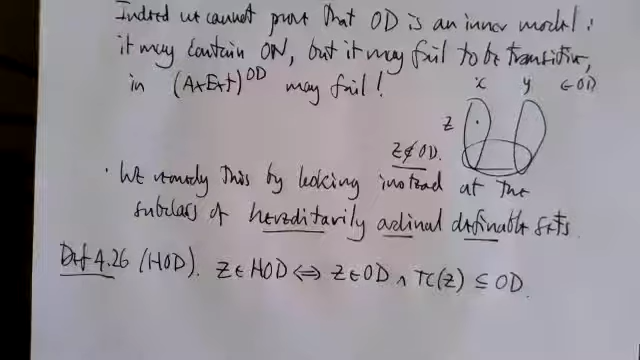 Indeed we cannot prove that OD is an inner model:
it may contain ON, but it may fail to be transitive,
in (AxExt)^OD may fail!
x y ∈ OD
z
z ∉ OD.
· We remedy this by looking instead at the
subclass of hereditarily ordinal definable sets.
Def 4.26 (HOD). z ∈ HOD ⟺ z ∈ OD ∧ TC(z) ⊆ OD.